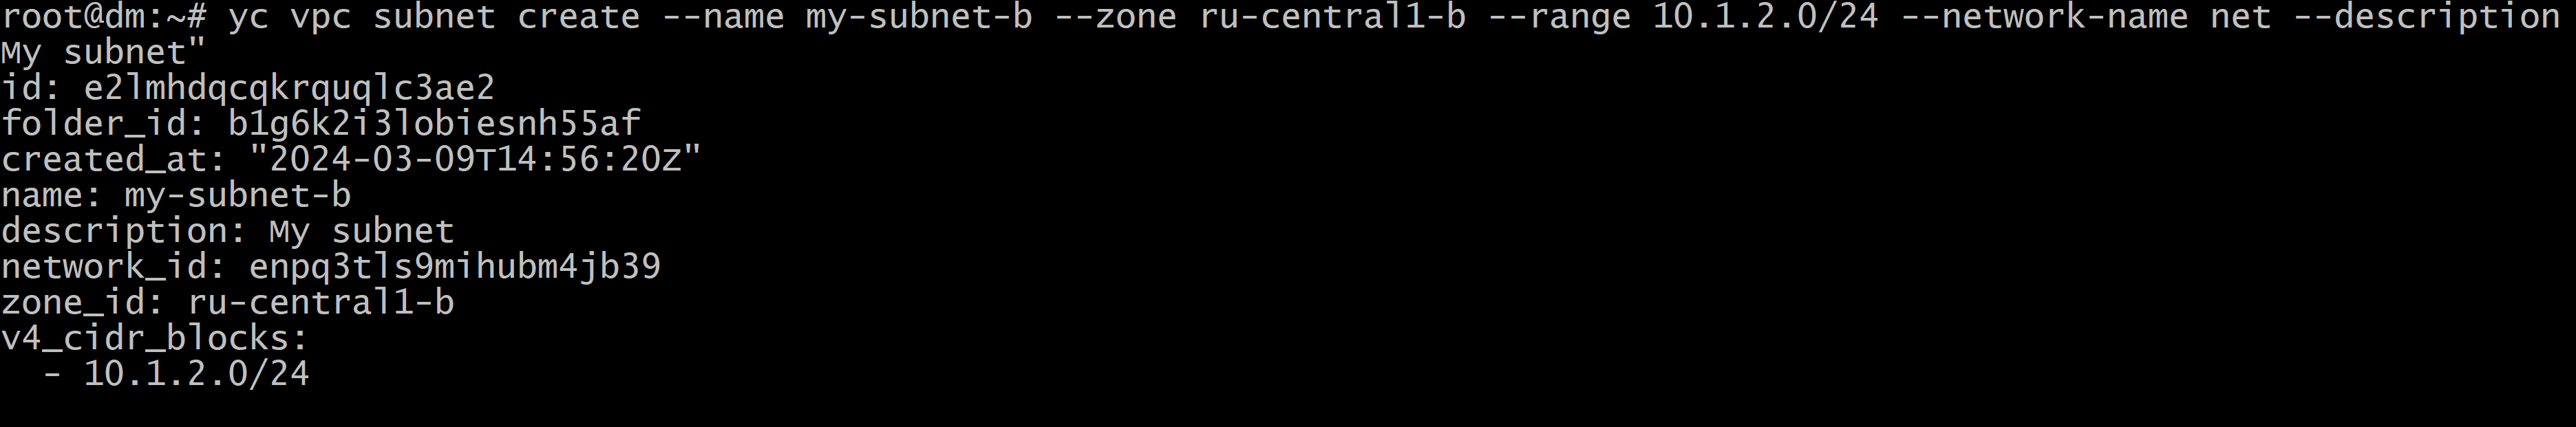 root@dm:~# yc vpc subnet create --name my-subnet-b --zone ru-central1-b --range 10.1.2.0/24 --network-name net --description
My subnet"
id: e2lmhdqcqkrquqlc3ae2
folder_id: b1g6k2i3lobiesnh55af
created_at: "2024-03-09T14:56:20Z"
name: my-subnet-b
description: My subnet
network_id: enpq3tls9mihubm4jb39
zone_id: ru-central1-b
v4_cidr_blocks:
  - 10.1.2.0/24